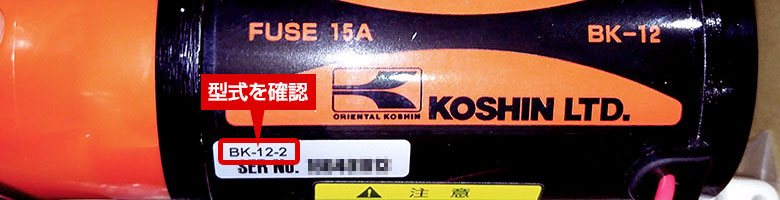 FUSE 15A
BK-12
型式を確認
ORIENTAL KOSHIN
KOSHIN LTD.
BK-12-2
SER NO.
注意